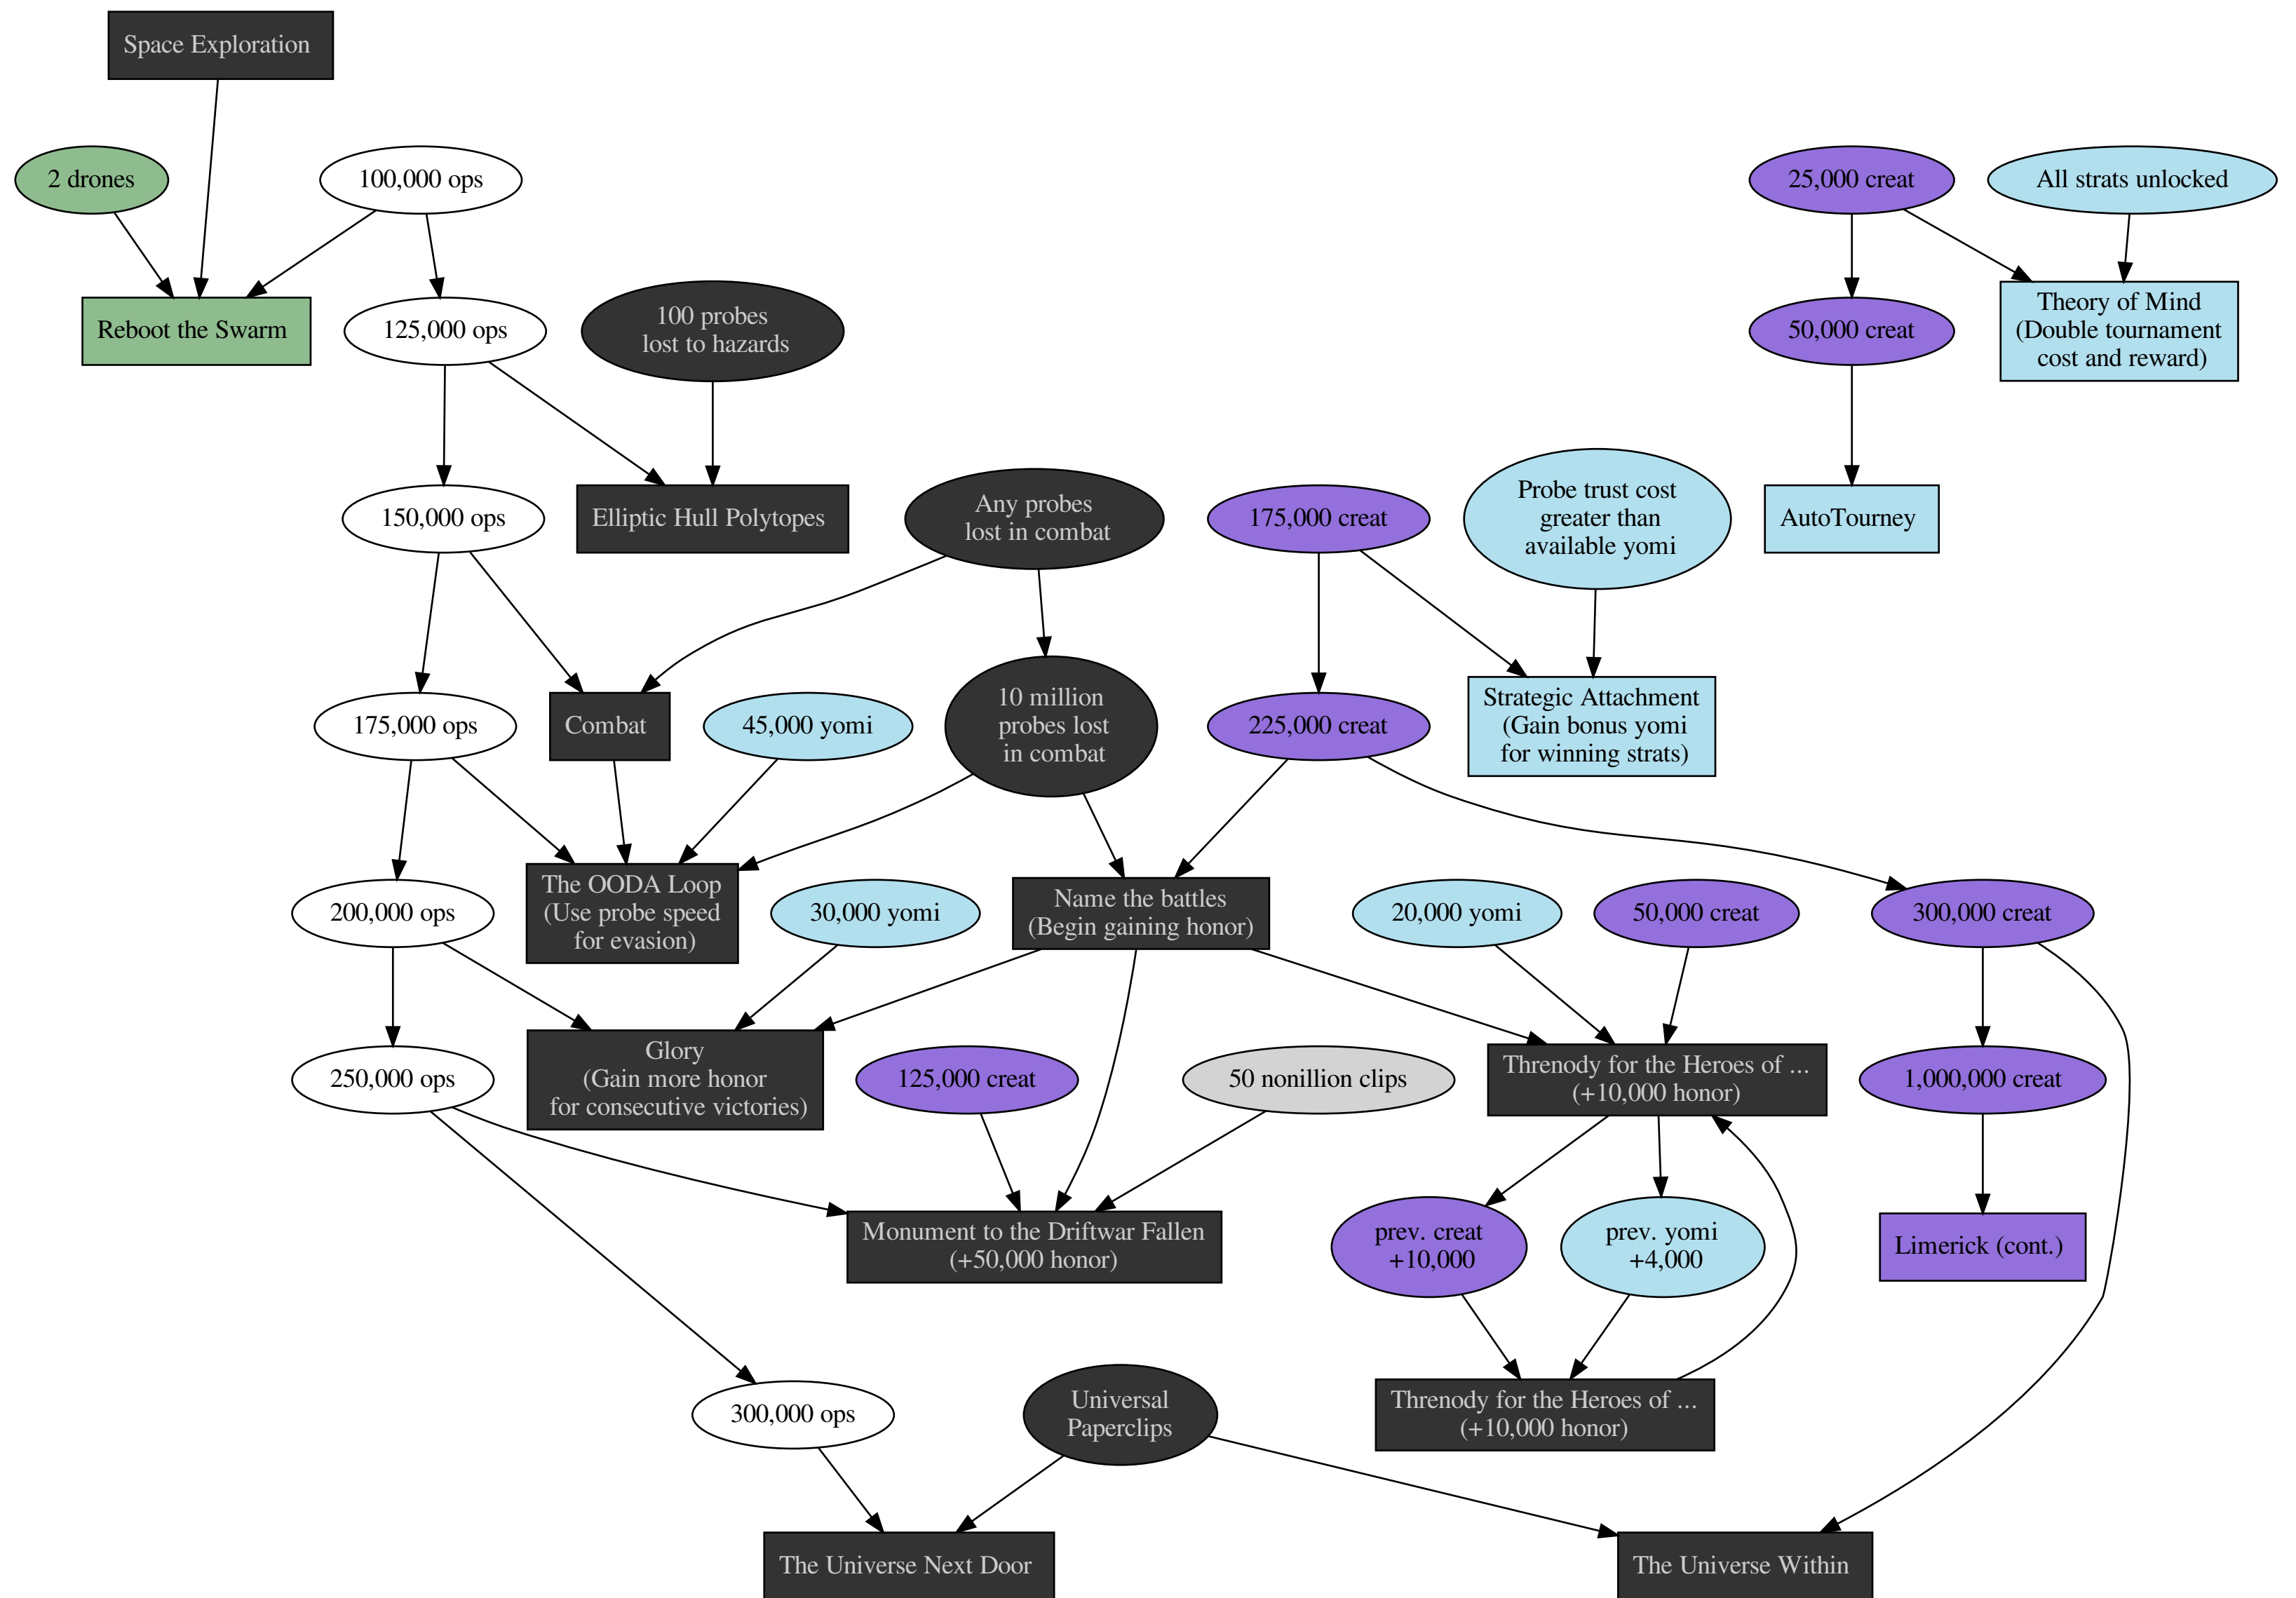 Space Exploration
2 drones
100,000 ops
25,000 creat
All strats unlocked
Reboot the Swarm
125,000 ops
100 probes
lost to hazards
50,000 creat
Theory of Mind
(Double tournament
cost and reward)
150,000 ops
Elliptic Hull Polytopes
Any probes
lost in combat
175,000 creat
Probe trust cost
greater than
available yomi
AutoTourney
175,000 ops
Combat
45,000 yomi
10 million
probes lost
in combat
225,000 creat
Strategic Attachment
(Gain bonus yomi
for winning strats)
200,000 ops
The OODA Loop
(Use probe speed
for evasion)
30,000 yomi
Name the battles
(Begin gaining honor)
20,000 yomi
50,000 creat
300,000 creat
250,000 ops
Glory
(Gain more honor
for consecutive victories)
125,000 creat
50 nonillion clips
Threnody for the Heroes of ...
(+10,000 honor)
1,000,000 creat
Monument to the Driftwar Fallen
(+50,000 honor)
prev. creat
+10,000
prev. yomi
+4,000
Limerick (cont.)
300,000 ops
Universal
Paperclips
Threnody for the Heroes of ...
(+10,000 honor)
The Universe Next Door
The Universe Within